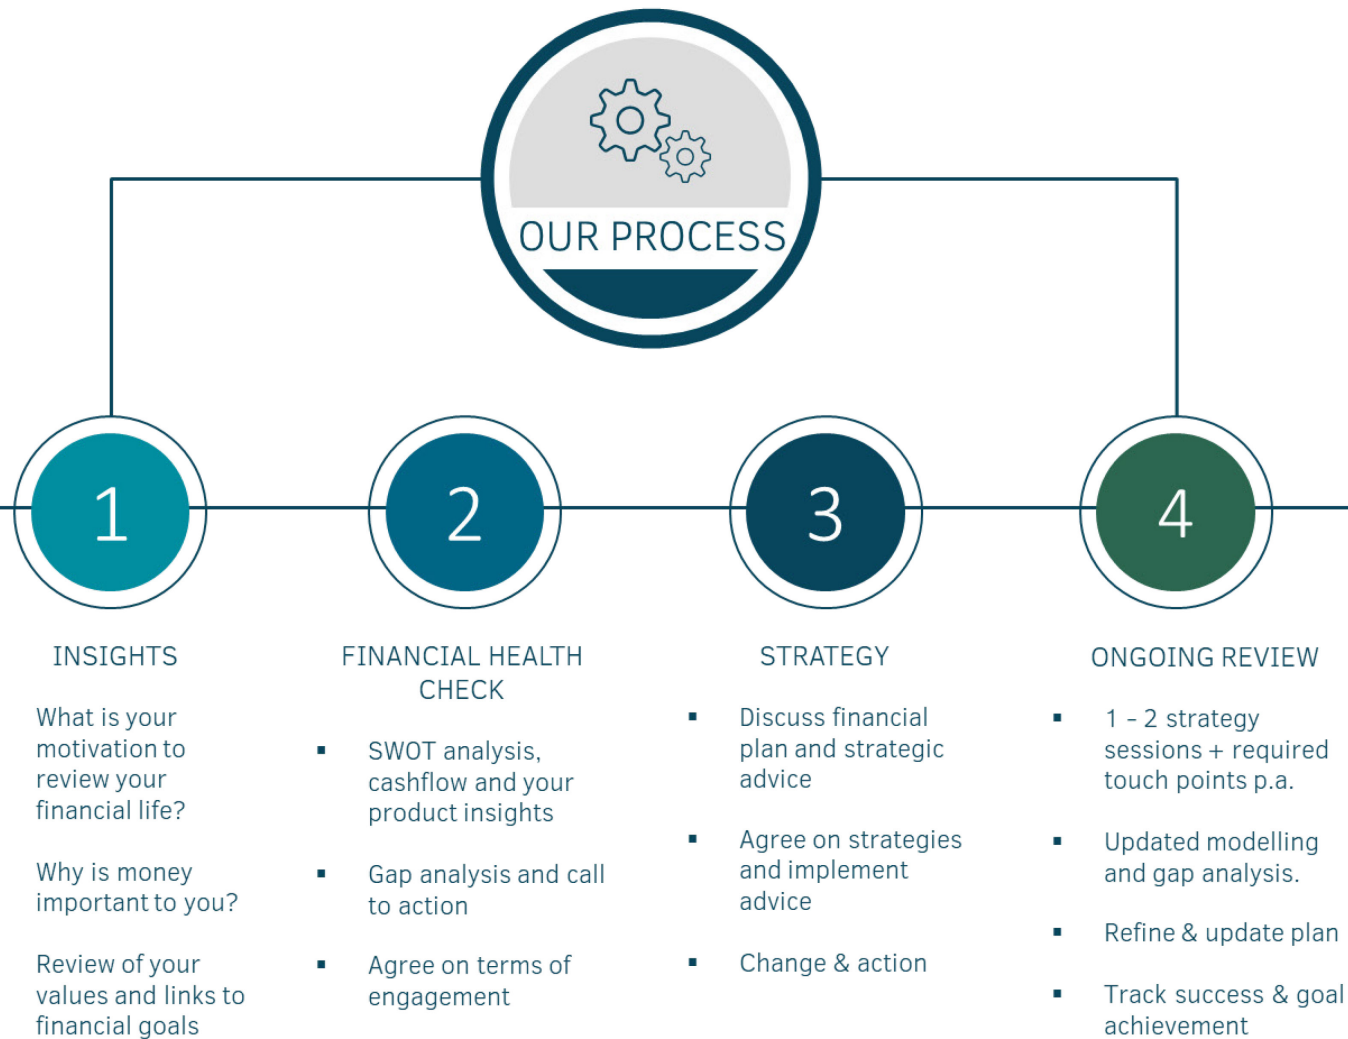 OUR PROCESS
1
INSIGHTS
What is your
motivation to
review your
financial life?
Why is money
important to you?
Review of your
values and links to
financial goals
2
FINANCIAL HEALTH
CHECK
▪ SWOT analysis,
cashflow and your
product insights
▪ Gap analysis and call
to action
▪ Agree on terms of
engagement
3
STRATEGY
▪ Discuss financial
plan and strategic
advice
▪ Agree on strategies
and implement
advice
▪ Change & action
4
ONGOING REVIEW
▪ 1 – 2 strategy
sessions + required
touch points p.a.
▪ Updated modelling
and gap analysis.
▪ Refine & update plan
▪ Track success & goal
achievement